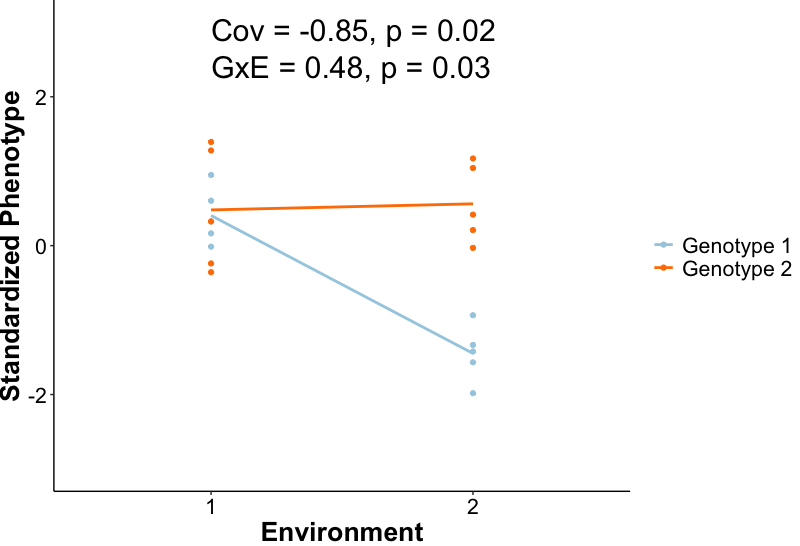 Cov = -0.85, p = 0.02
GxE = 0.48, p = 0.03
Standardized Phenotype
2
0
-2
1
2
Environment
Genotype 1
Genotype 2